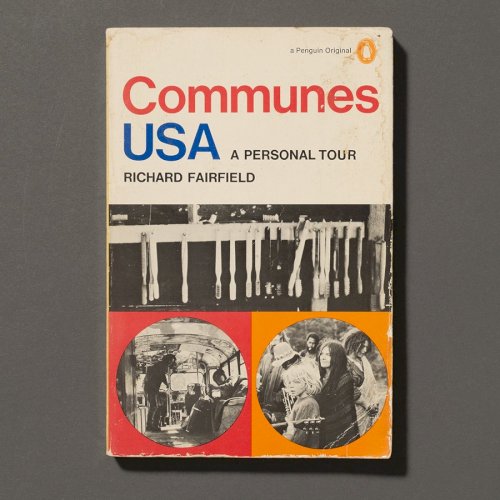 a Penguin Original
Communes
USA A PERSONAL TOUR
RICHARD FAIRFIELD